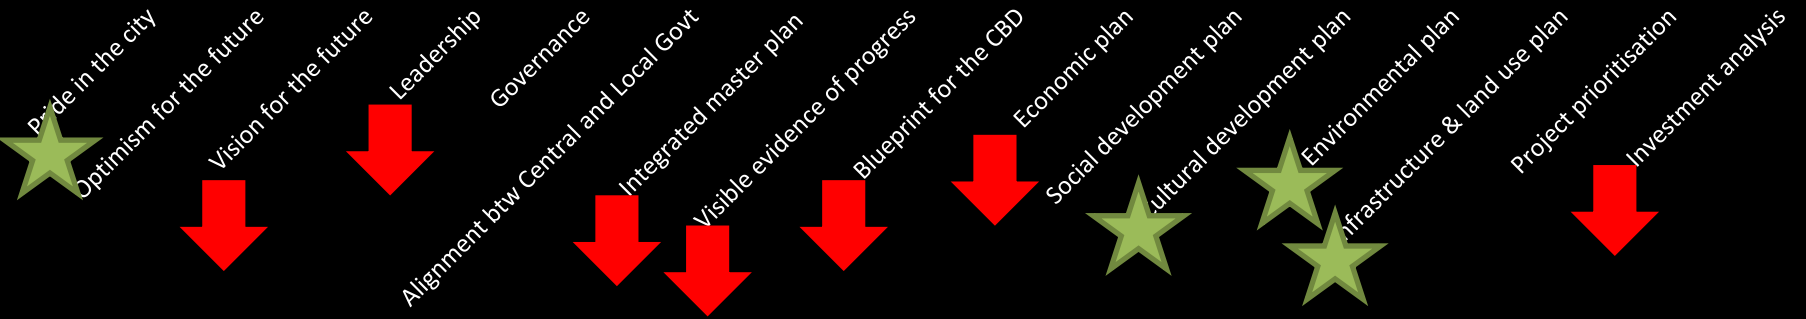 Pride in the city
Optimism for the future
Vision for the future
Leadership
Governance
Alignment btw Central and Local Govt
Integrated master plan
Visible evidence of progress
Blueprint for the CBD
Economic plan
Social development plan
Cultural development plan
Environmental plan
Infrastructure & land use plan
Project prioritisation
Investment analysis